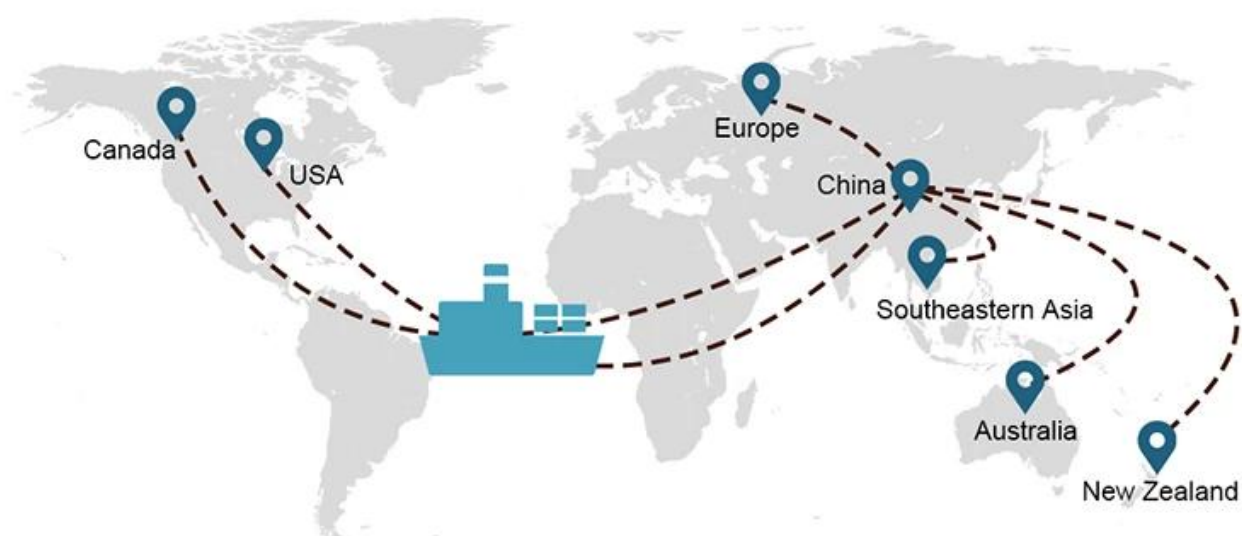 Canada
USA
Europe
China
Southeastern Asia
Australia
New Zealand